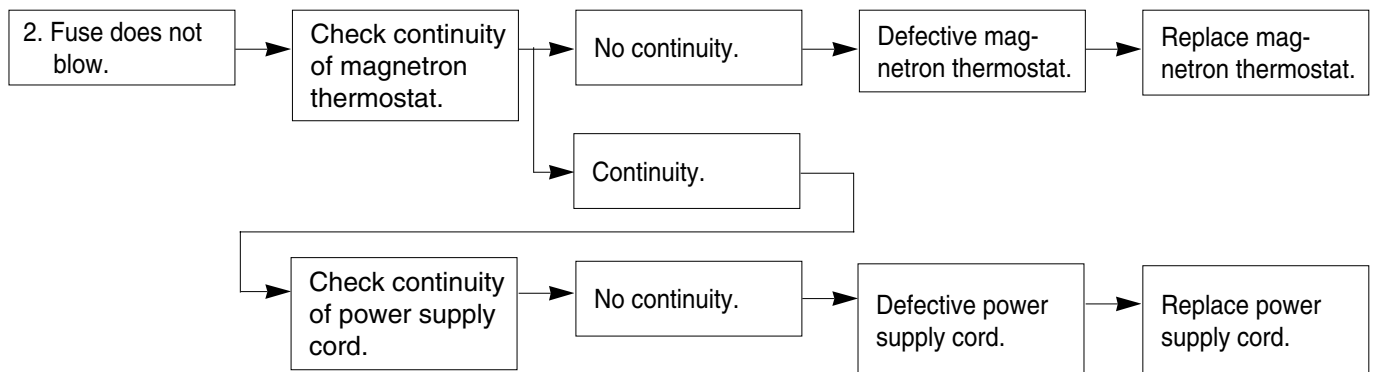 2. Fuse does not
blow.
Check continuity
of magnetron
thermostat.
No continuity.
Defective mag-
netron thermostat.
Replace mag-
netron thermostat.
Continuity.
Check continuity
of power supply
cord.
No continuity.
Defective power
supply cord.
Replace power
supply cord.